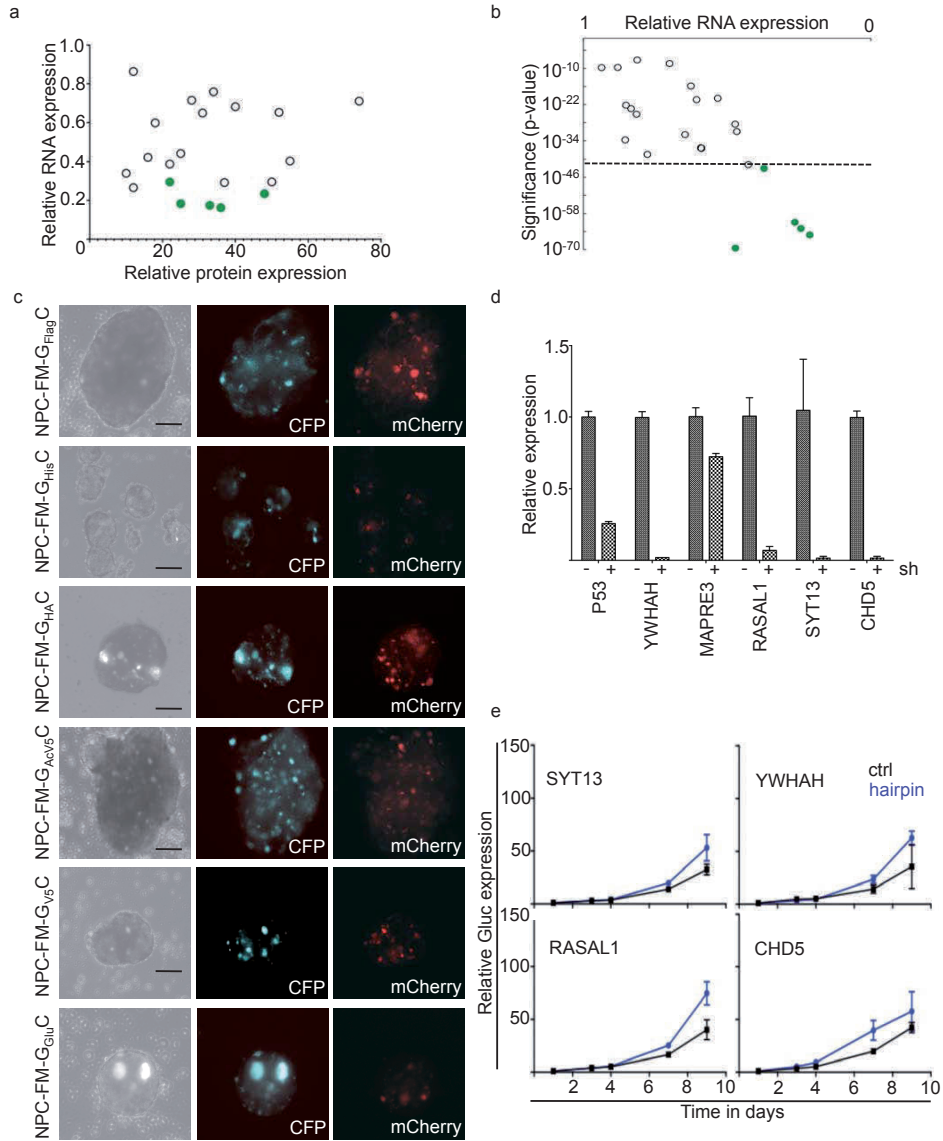 a
Relative RNA expression
1.0
0.8
0.6
0.4
0.2
0
20
40
60
80
Relative protein expression
b
1
Relative RNA expression
0
Significance (p-value)
10-10
10-22
10-34
10-46
10-58
10-70
c
NPC-FM-GFlagC
CFP
mCherry
NPC-FM-GHisC
CFP
mCherry
NPC-FM-GHAC
CFP
mCherry
NPC-FM-GAcV5C
CFP
mCherry
NPC-FM-GV5C
CFP
mCherry
NPC-FM-GGluC
CFP
mCherry
d
Relative expression
1.5
1.0
0.5
- + - + - + - + - + - + sh
P53
YWHAH
MAPRE3
RASAL1
SYT13
CHD5
e
Relative Gluc expression
150
100
50
SYT13
YWHAH
ctrl
hairpin
150
100
50
RASAL1
CHD5
2 4 6 8 10 0 2 4 6 8 10
Time in days